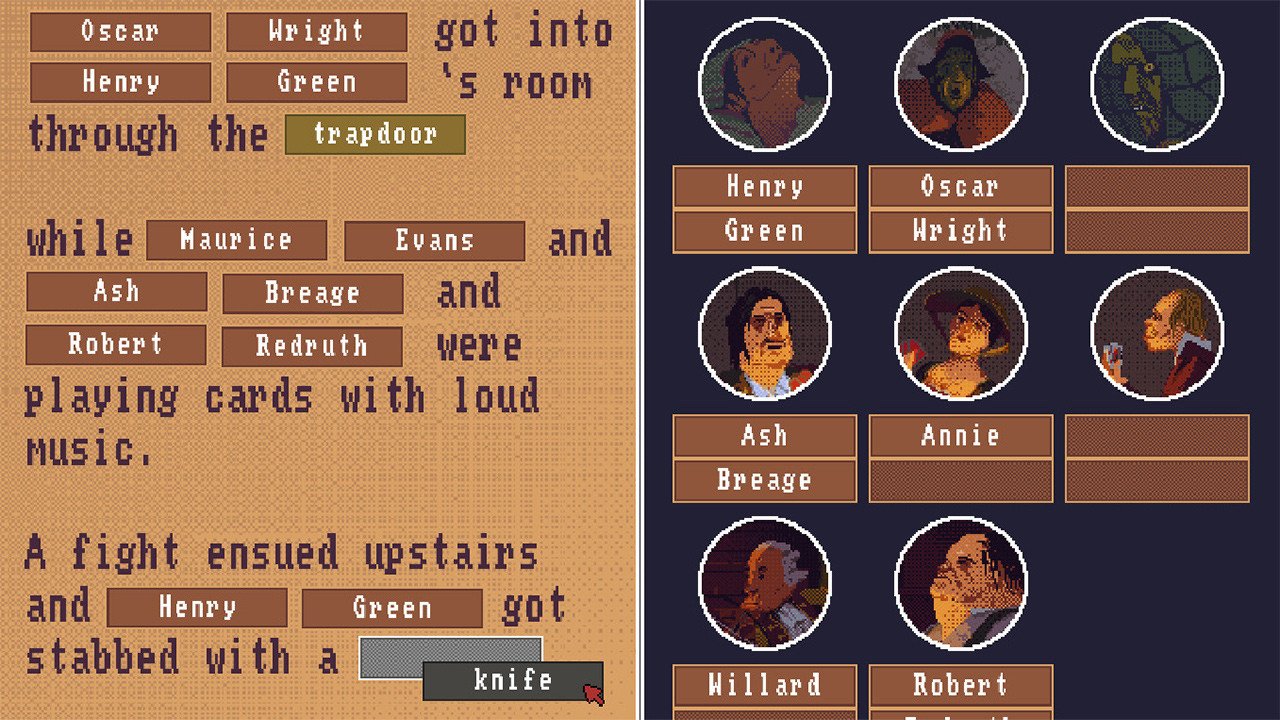 Oscar Wright got into
Henry Green 's room
through the trapdoor
while Maurice Evans and
Ash Breage and
Robert Redruth were
playing cards with loud
music.
A fight ensued upstairs
and Henry Green got
stabbed with a
knife
Henry Oscar
Green Wright
Ash Annie
Breage
Willard Robert